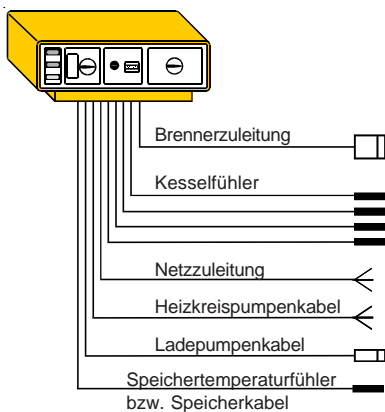 Brennerzuleitung
Kesselfühler
Netzzuleitung
Heizkreispumpenkabel
Ladepumpenkabel
Speichertemperaturfühler
bzw. Speicherkabel